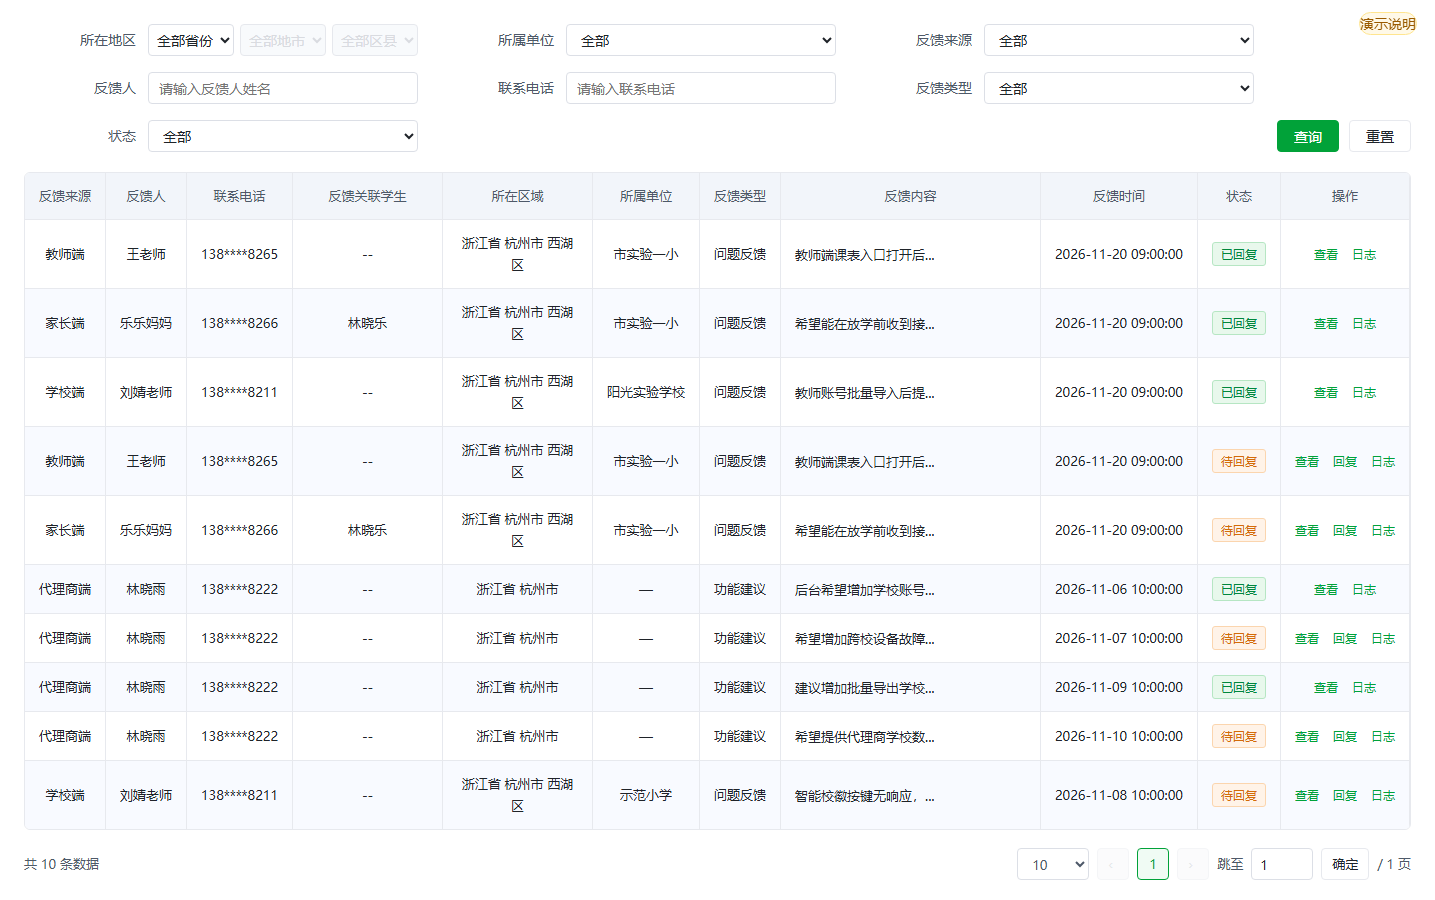 演示说明
所在地区 全部省份 全部地市 全部区县 所属单位 全部 反馈来源 全部
反馈人 请输入反馈人姓名 联系电话 请输入联系电话 反馈类型 全部
状态 全部 查询 重置
反馈来源 反馈人 联系电话 反馈关联学生 所在区域 所属单位 反馈类型 反馈内容 反馈时间 状态 操作
教师端 王老师 138****8265 -- 浙江省 杭州市 西湖区 市实验一小 问题反馈 教师端课表入口打开后... 2026-11-20 09:00:00 已回复 查看 日志
家长端 乐乐妈妈 138****8266 林晓乐 浙江省 杭州市 西湖区 市实验一小 问题反馈 希望能在放学前收到接... 2026-11-20 09:00:00 已回复 查看 日志
学校端 刘婧老师 138****8211 -- 浙江省 杭州市 西湖区 阳光实验学校 问题反馈 教师账号批量导入后提... 2026-11-20 09:00:00 已回复 查看 日志
教师端 王老师 138****8265 -- 浙江省 杭州市 西湖区 市实验一小 问题反馈 教师端课表入口打开后... 2026-11-20 09:00:00 待回复 查看 回复 日志
家长端 乐乐妈妈 138****8266 林晓乐 浙江省 杭州市 西湖区 市实验一小 问题反馈 希望能在放学前收到接... 2026-11-20 09:00:00 待回复 查看 回复 日志
代理商端 林晓雨 138****8222 -- 浙江省 杭州市 — 功能建议 后台希望增加学校账号... 2026-11-06 10:00:00 已回复 查看 日志
代理商端 林晓雨 138****8222 -- 浙江省 杭州市 — 功能建议 希望增加跨校设备故障... 2026-11-07 10:00:00 待回复 查看 回复 日志
代理商端 林晓雨 138****8222 -- 浙江省 杭州市 — 功能建议 建议增加批量导出学校... 2026-11-09 10:00:00 已回复 查看 日志
代理商端 林晓雨 138****8222 -- 浙江省 杭州市 — 功能建议 希望提供代理商学校数... 2026-11-10 10:00:00 待回复 查看 回复 日志
学校端 刘婧老师 138****8211 -- 浙江省 杭州市 西湖区 示范小学 问题反馈 智能校徽按键无响应，... 2026-11-08 10:00:00 待回复 查看 回复 日志
共 10 条数据 10 ‹ 1 › 跳至 1 确定 / 1 页